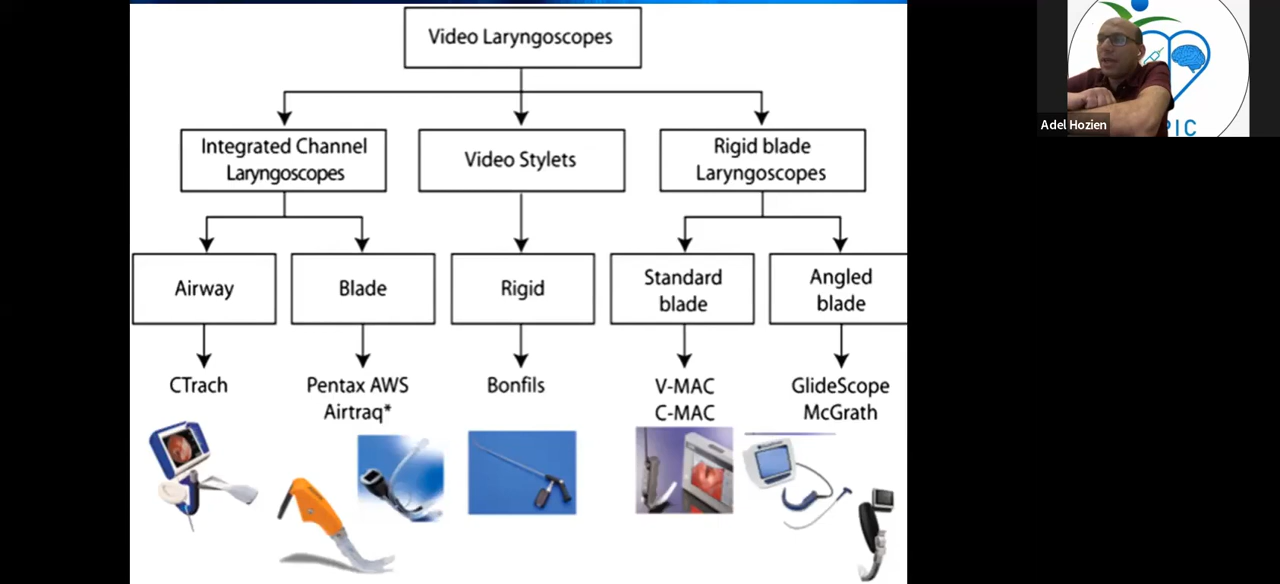 Video Laryngoscopes
Integrated Channel
Laryngoscopes
Video Stylets
Rigid blade
Laryngoscopes
Airway
Blade
Rigid
Standard
blade
Angled
blade
CTrach
Pentax AWS
Airtraq*
Bonfils
V-MAC
C-MAC
GlideScope
McGrath
Adel Hozien
PIC